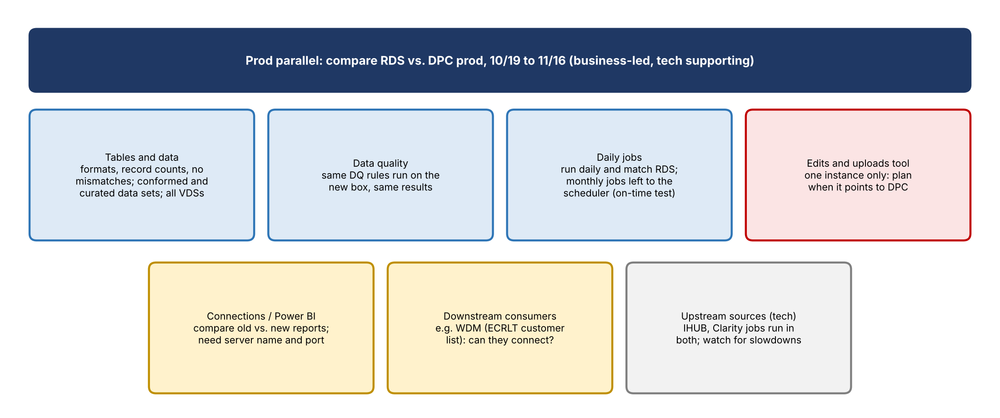 Prod parallel: compare RDS vs. DPC prod, 10/19 to 11/16 (business-led, tech supporting)
Tables and data
formats, record counts, no
mismatches; conformed and
curated data sets; all VDSs
Data quality
same DQ rules run on the
new box, same results
Daily jobs
run daily and match RDS;
monthly jobs left to the
scheduler (on-time test)
Edits and uploads tool
one instance only: plan
when it points to DPC
Connections / Power BI
compare old vs. new reports;
need server name and port
Downstream consumers
e.g. WDM (ECRLT customer
list): can they connect?
Upstream sources (tech)
IHUB, Clarity jobs run in
both; watch for slowdowns